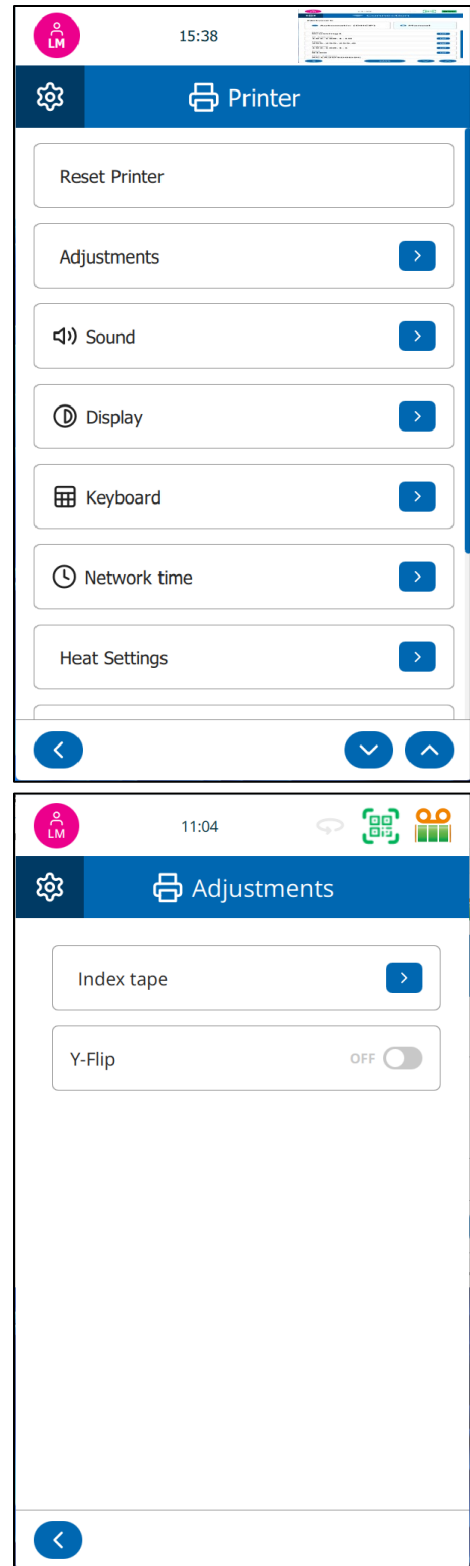 LM
15:38
Printer
Reset Printer
Adjustments
Sound
Display
Keyboard
Network time
Heat Settings
LM
11:04
Adjustments
Index tape
Y-Flip
OFF